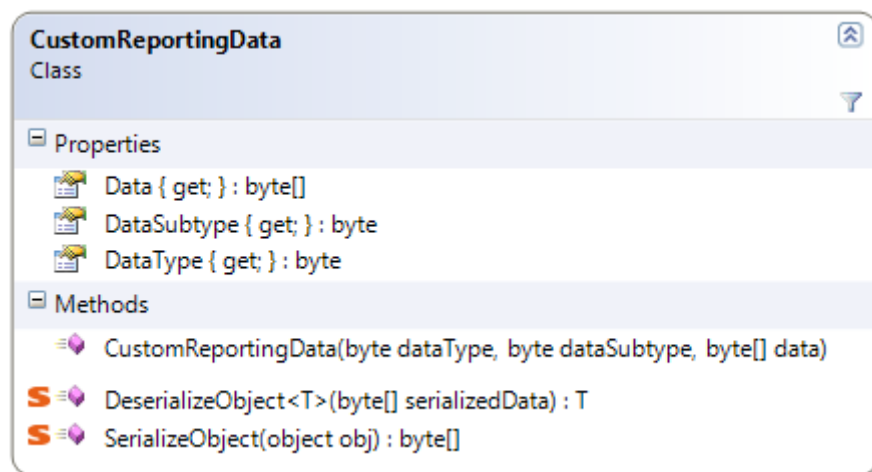 CustomReportingData
Class
Properties
Data { get; } : byte[]
DataSubtype { get; } : byte
DataType { get; } : byte
Methods
CustomReportingData(byte dataType, byte dataSubtype, byte[] data)
S DeserializeObject<T>(byte[] serializedData) : T
S SerializeObject(object obj) : byte[]